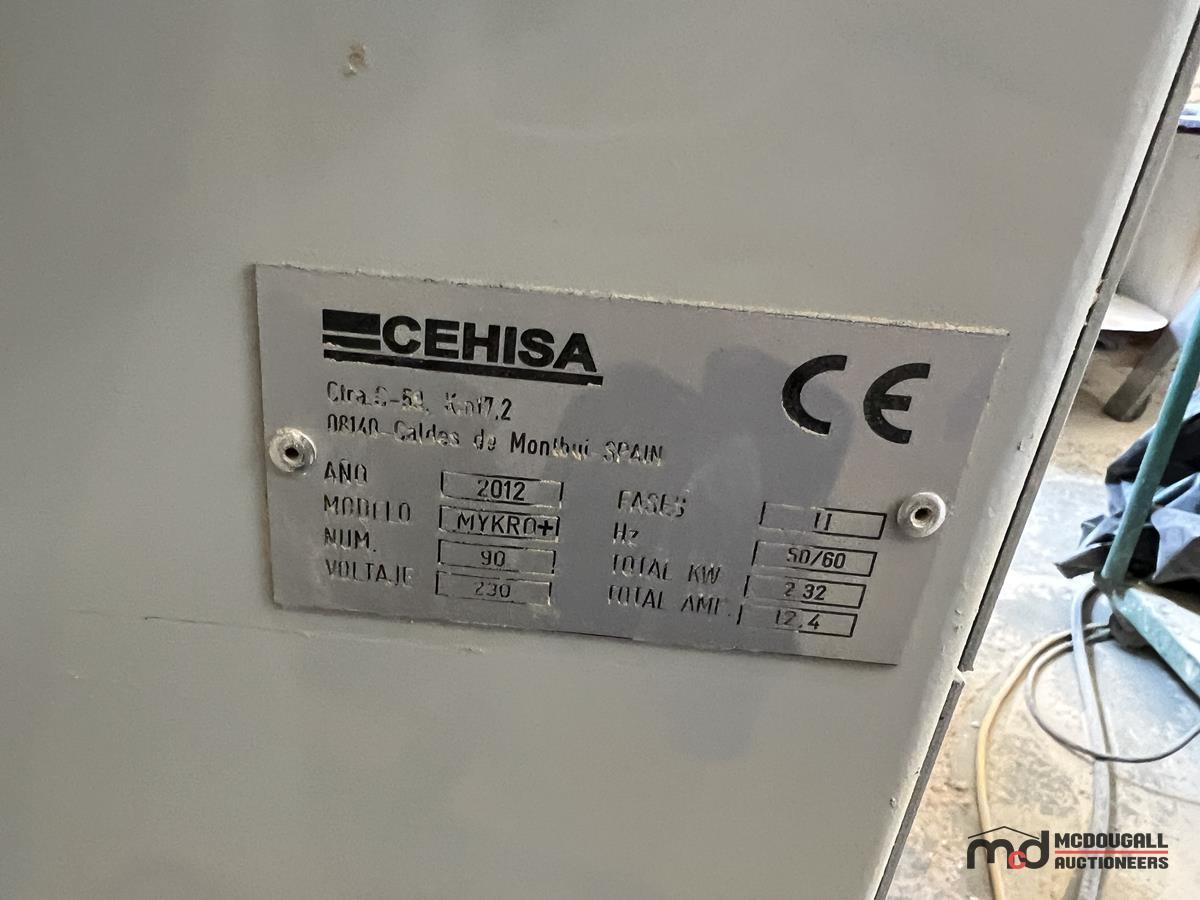 CEHISA
CE
Ctra.C-59, Km17,2
08140-Caldes de Montbui SPAIN
AÑO 2012 FASES II
MODELO MYKRO+ Hz 50/60
NUM. 90 TOTAL KW 2,32
VOLTAJE 230 TOTAL AMP. 12,4
mcd MCDOUGALL
AUCTIONEERS